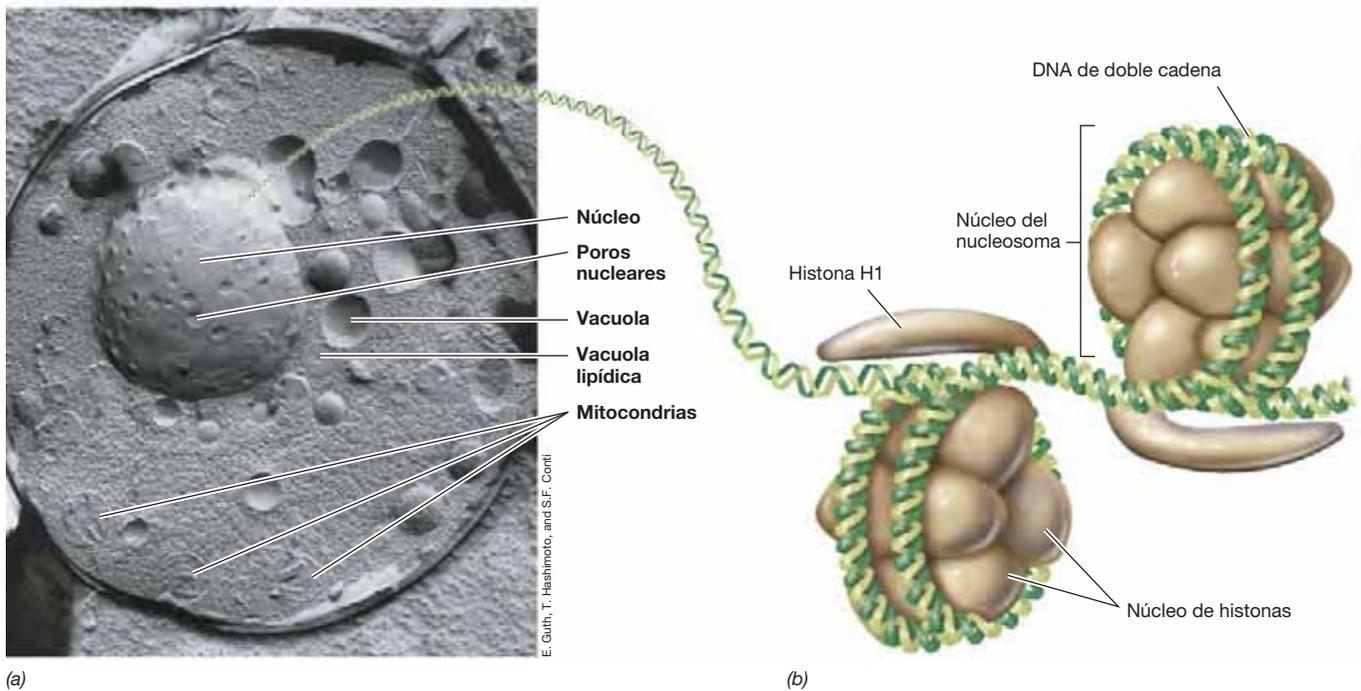 DNA de doble cadena
Núcleo
Núcleo del
nucleosoma
Poros
nucleares
Histona H1
Vacuola
Vacuola
lipídica
Mitocondrias
E. Guth, T. Hashimoto, and S.F. Conti
Núcleo de histonas
(a)
(b)